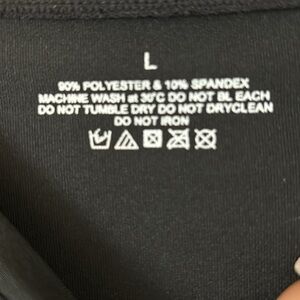 L
90% POLYESTER & 10% SPANDEX
MACHINE WASH at 30°C DO NOT BL EACH
DO NOT TUMBLE DRY DO NOT DRYCLEAN
DO NOT IRON